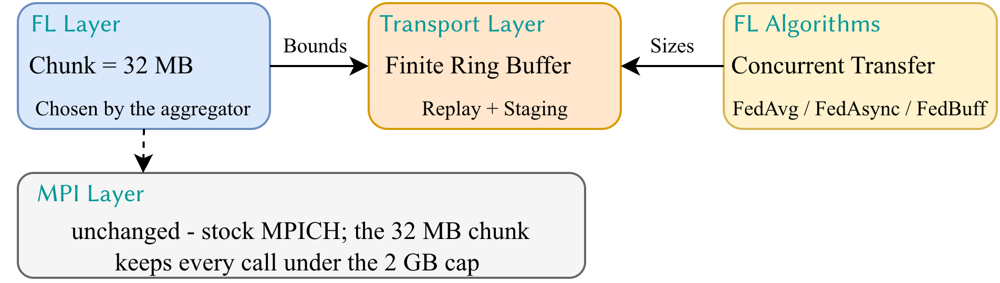 FL Layer
Chunk = 32 MB
Chosen by the aggregator
Bounds
Transport Layer
Finite Ring Buffer
Replay + Staging
Sizes
FL Algorithms
Concurrent Transfer
FedAvg / FedAsync / FedBuff
MPI Layer
unchanged - stock MPICH; the 32 MB chunk
keeps every call under the 2 GB cap